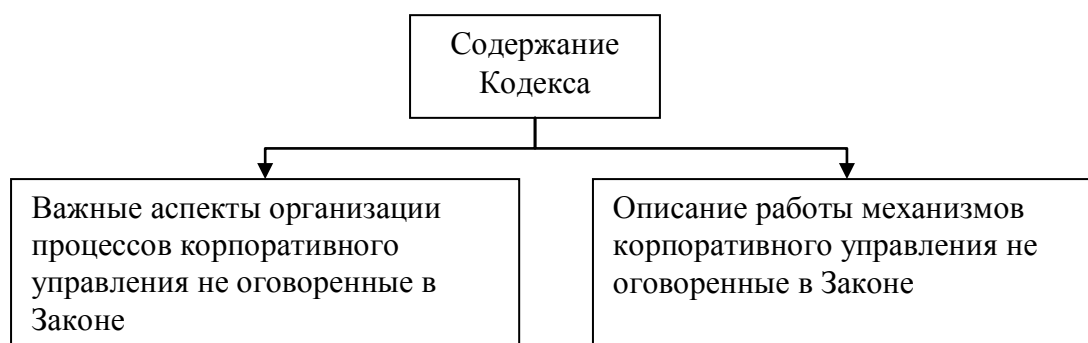 Содержание
Кодекса
Важные аспекты организации
процессов корпоративного
управления не оговоренные в
Законе
Описание работы механизмов
корпоративного управления не
оговоренные в Законе